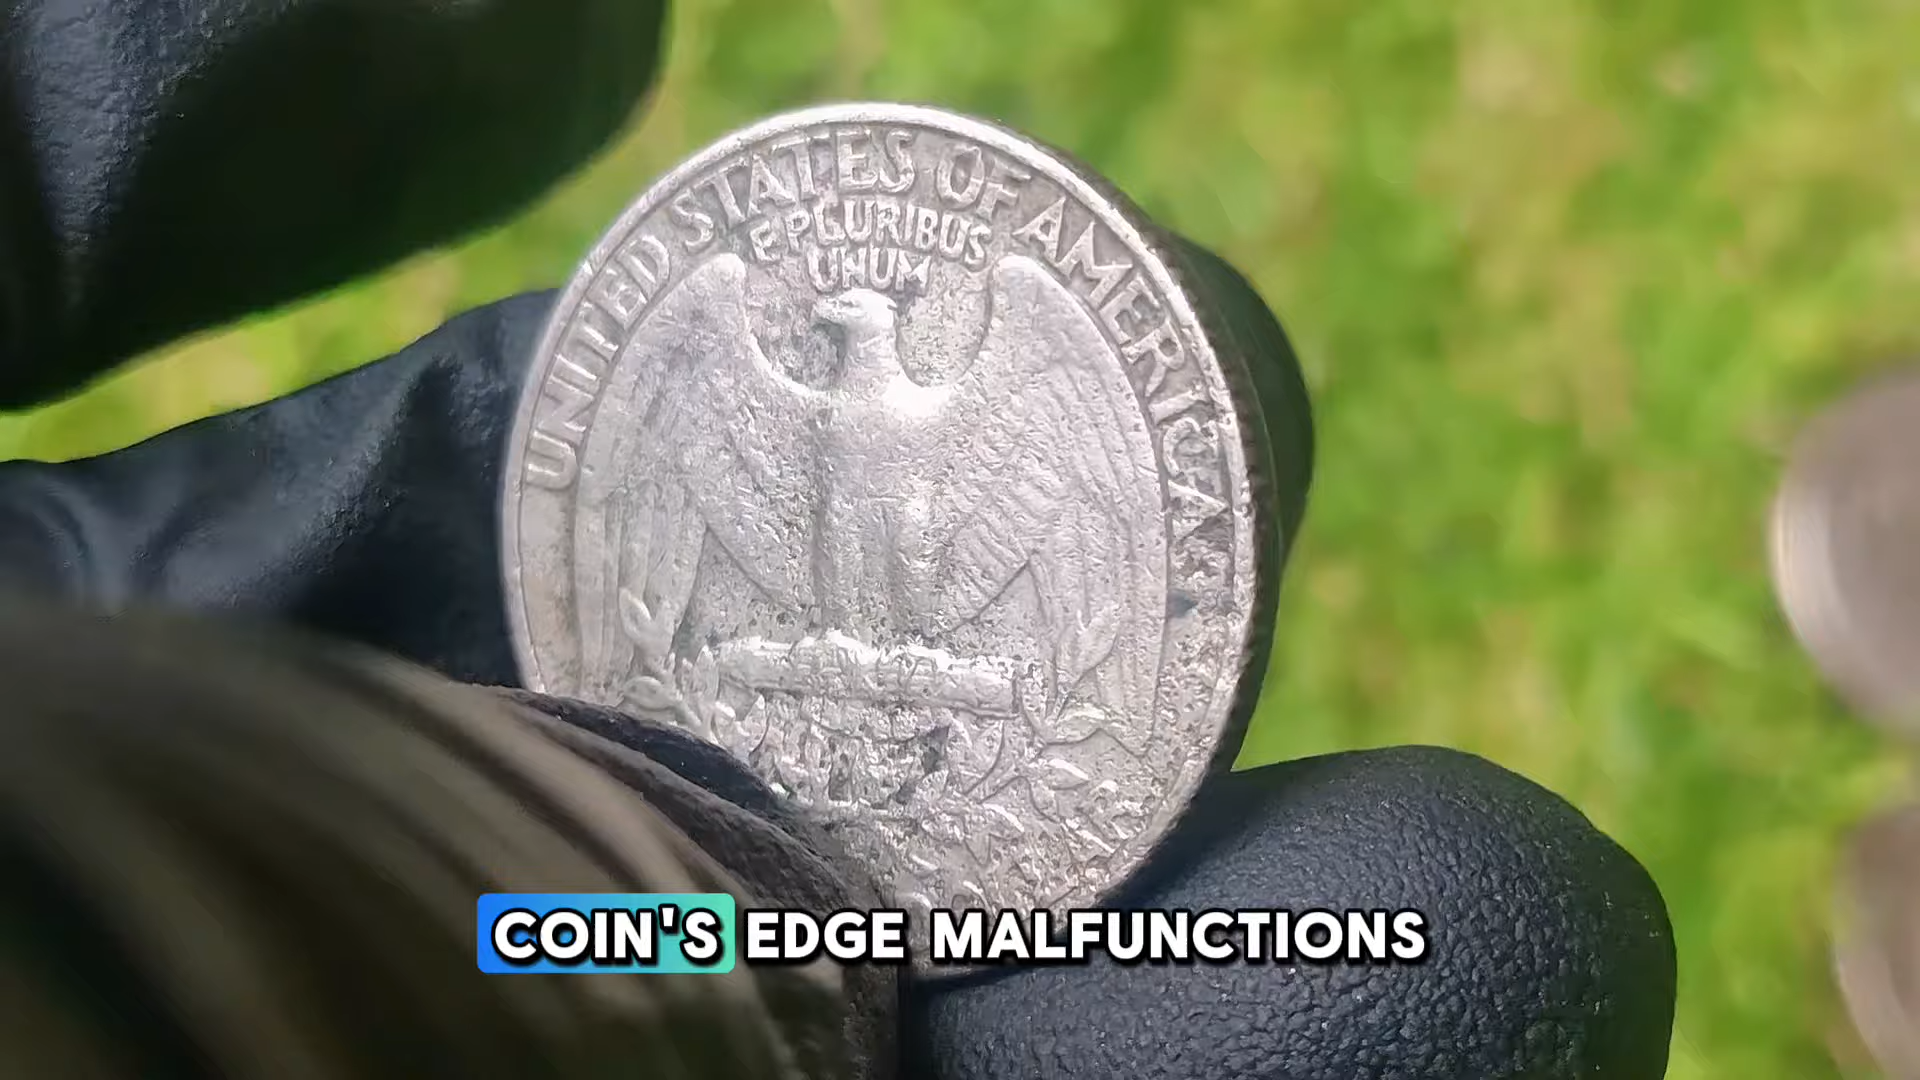 UNITED STATES OF AMERICA
E PLURIBUS
UNUM
COIN'S EDGE MALFUNCTIONS